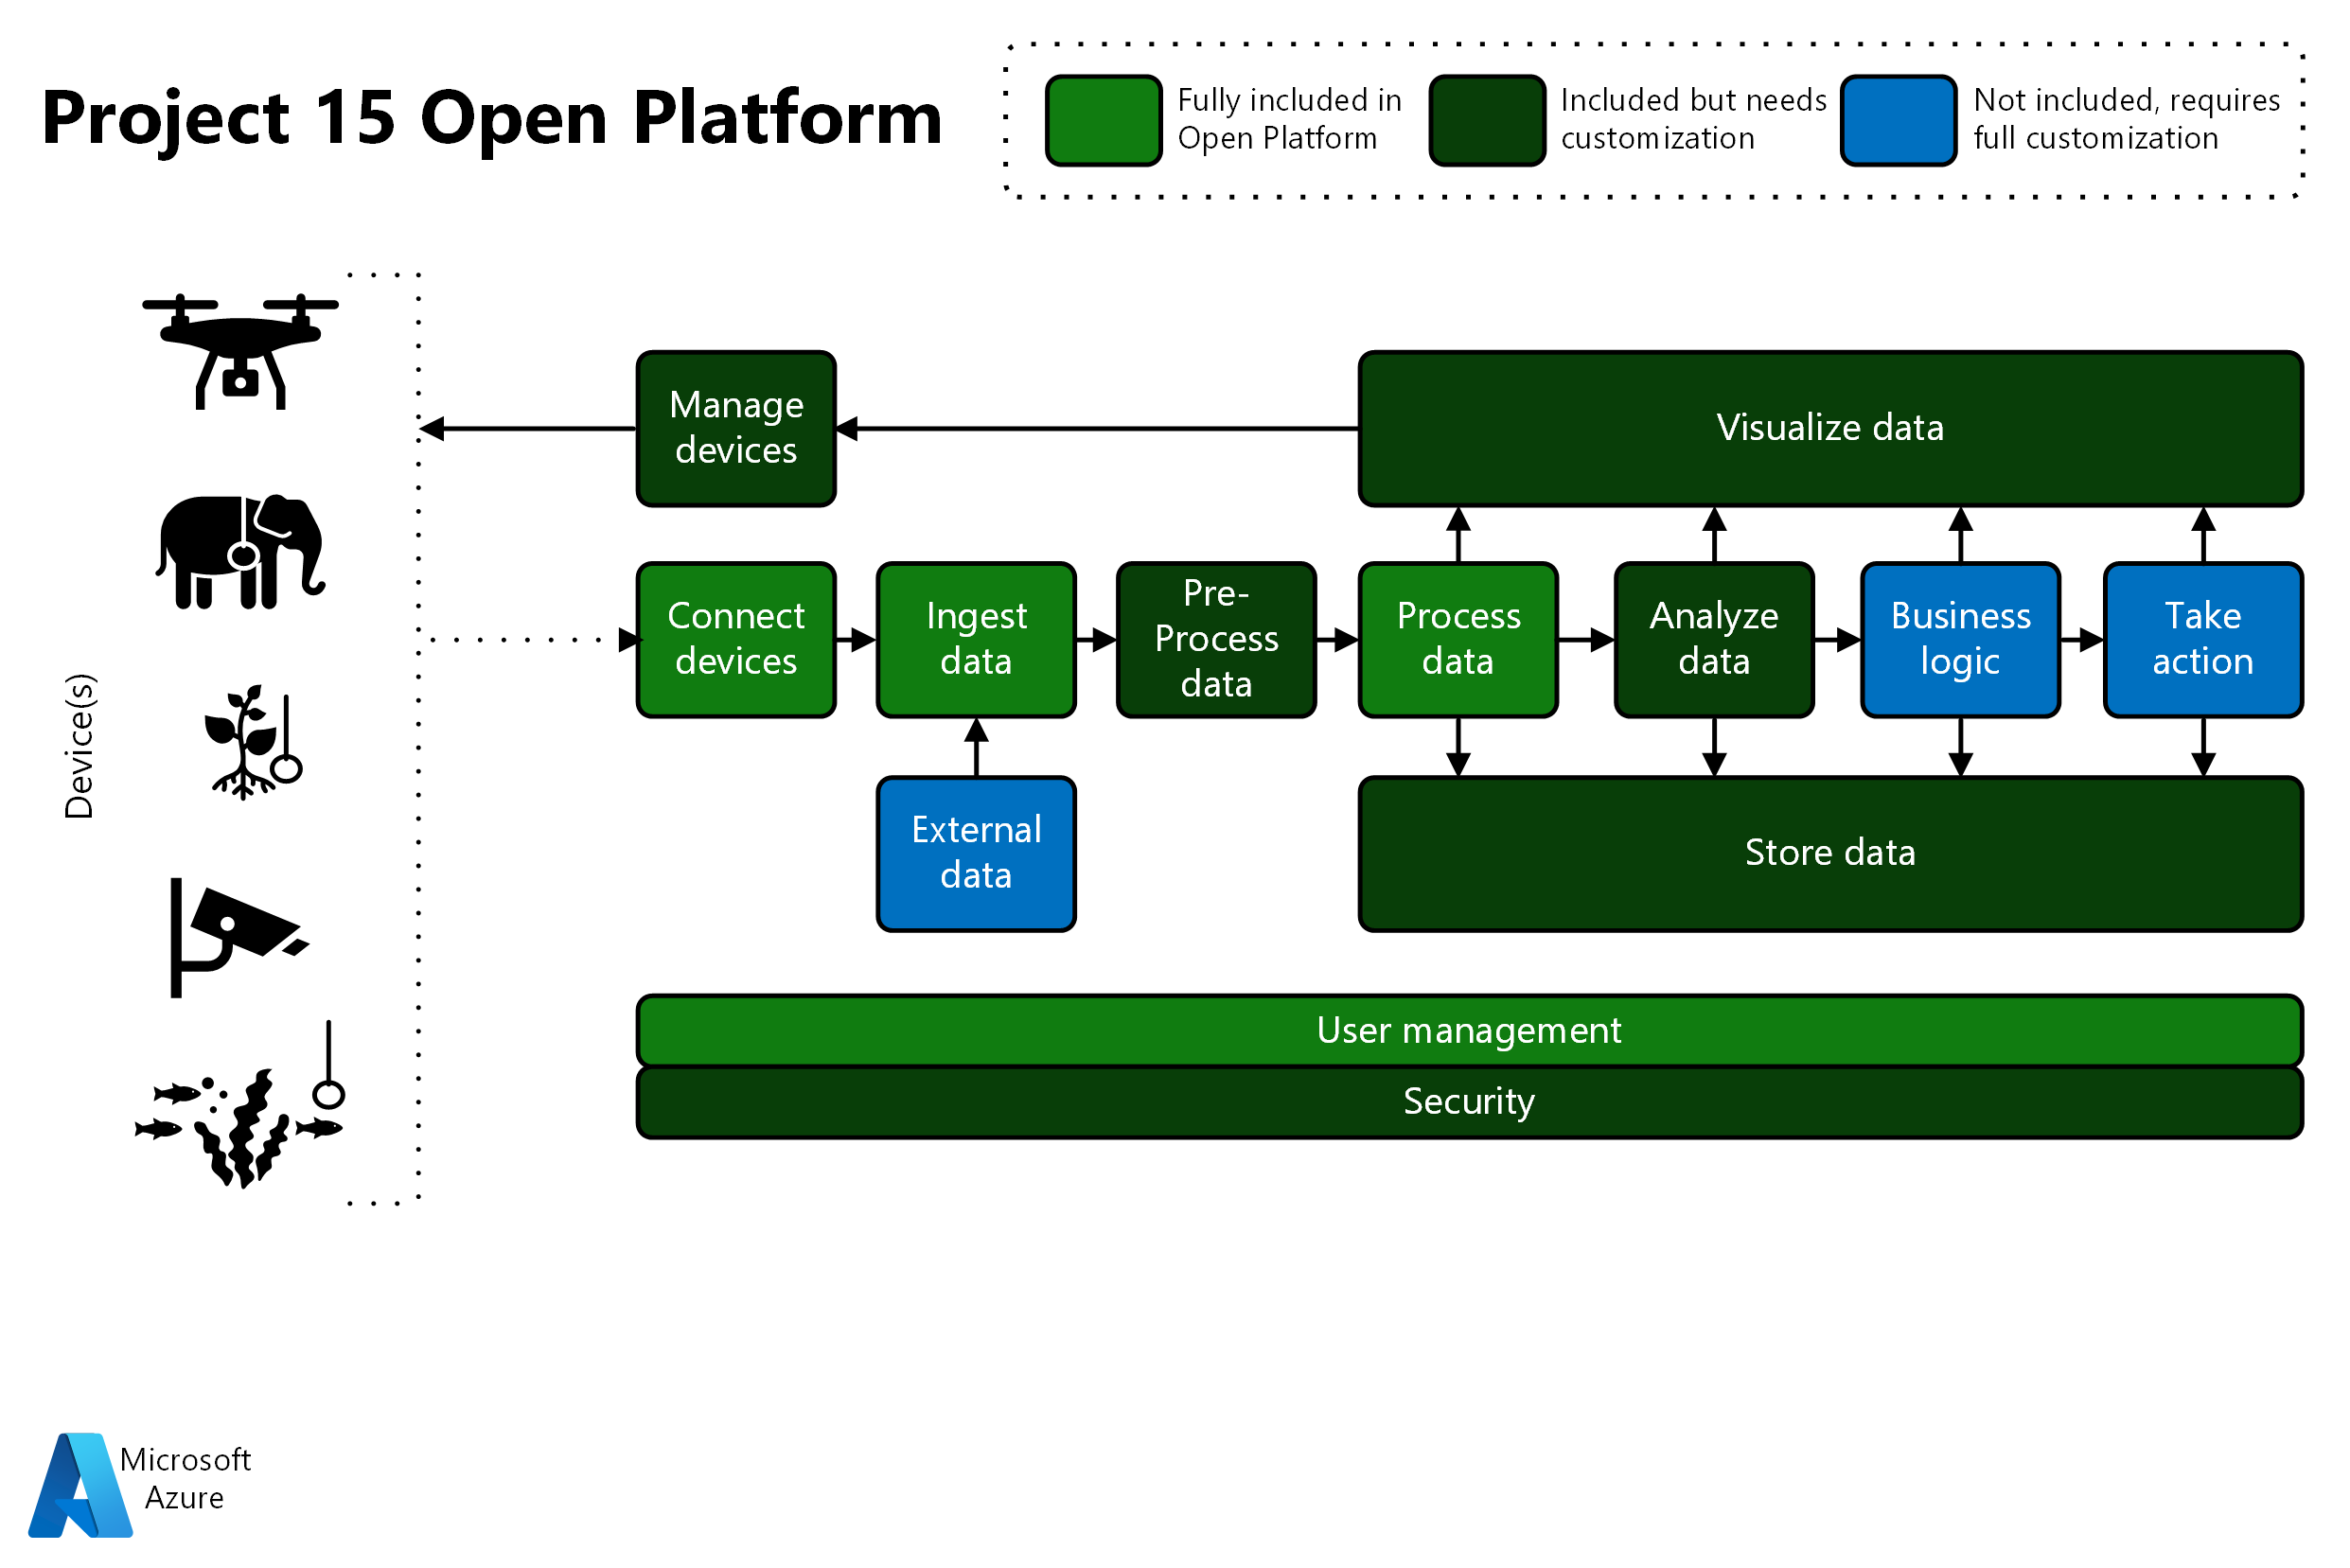 Project 15 Open Platform
Fully included in
Open Platform
Included but needs
customization
Not included, requires
full customization
Device(s)
Manage
devices
Visualize data
Connect
devices
Ingest
data
Pre-
Process
data
Process
data
Analyze
data
Business
logic
Take
action
External
data
Store data
User management
Security
Microsoft
Azure